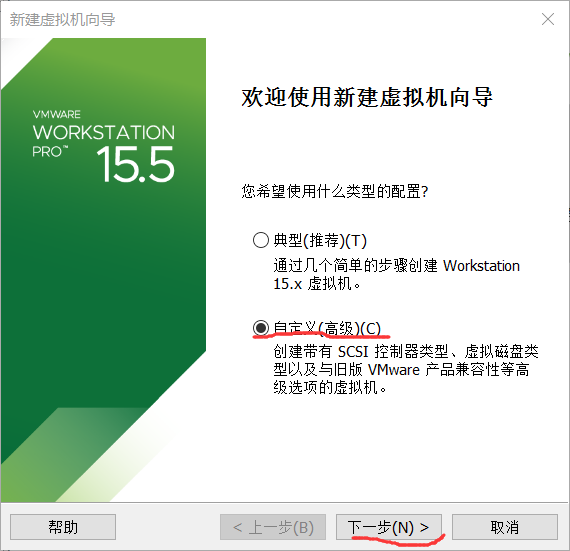 新建虚拟机向导
VMWARE
WORKSTATION
PRO™ 15.5
欢迎使用新建虚拟机向导
您希望使用什么类型的配置?
典型(推荐)(T)
通过几个简单的步骤创建 Workstation
15.x 虚拟机。
自定义(高级)(C)
创建带有 SCSI 控制器类型、虚拟磁盘类
型以及与旧版 VMware 产品兼容性等高
级选项的虚拟机。
帮助
< 上一步(B)
下一步(N) >
取消